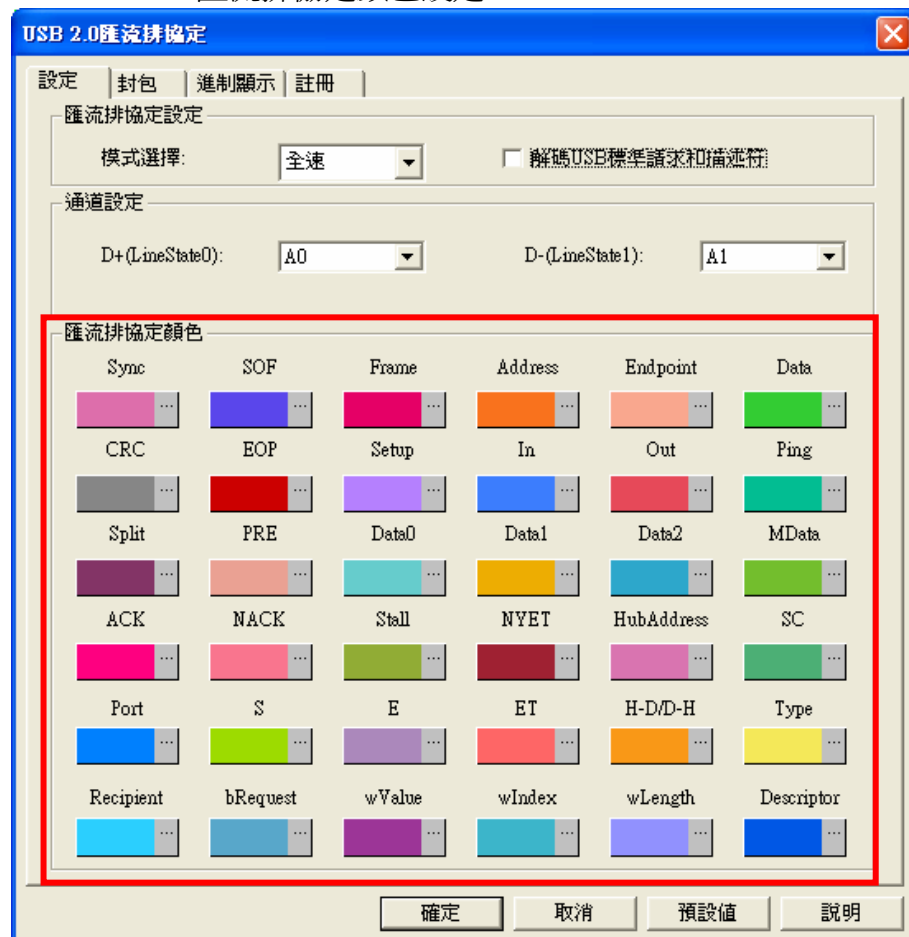 USB 2.0匯流排協定
設定 封包 進制顯示 註冊
匯流排協定設定
模式選擇: 全速 解碼USB標準請求和描述符
通道設定
D+(LineState0): A0 D-(LineState1): A1
匯流排協定顏色
Sync SOF Frame Address Endpoint Data
... ... ... ... ... ...
CRC EOP Setup In Out Ping
... ... ... ... ... ...
Split PRE Data0 Data1 Data2 MData
... ... ... ... ... ...
ACK NACK Stall NYET HubAddress SC
... ... ... ... ... ...
Port S E ET H-D/D-H Type
... ... ... ... ... ...
Recipient bRequest wValue wIndex wLength Descriptor
... ... ... ... ... ...
確定 取消 預設值 說明